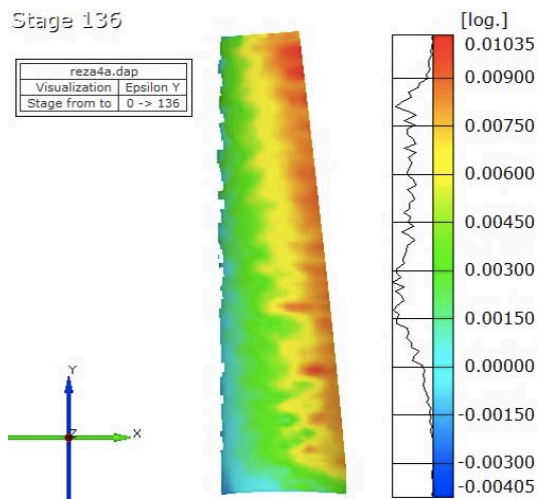 Stage 136
[log.]
reza4a.dap
Visualization Epsilon Y
Stage from to 0 -> 136
0.01035
0.00900
0.00750
0.00600
0.00450
0.00300
0.00150
0.00000
-0.00150
-0.00300
-0.00405
Y
Z
X